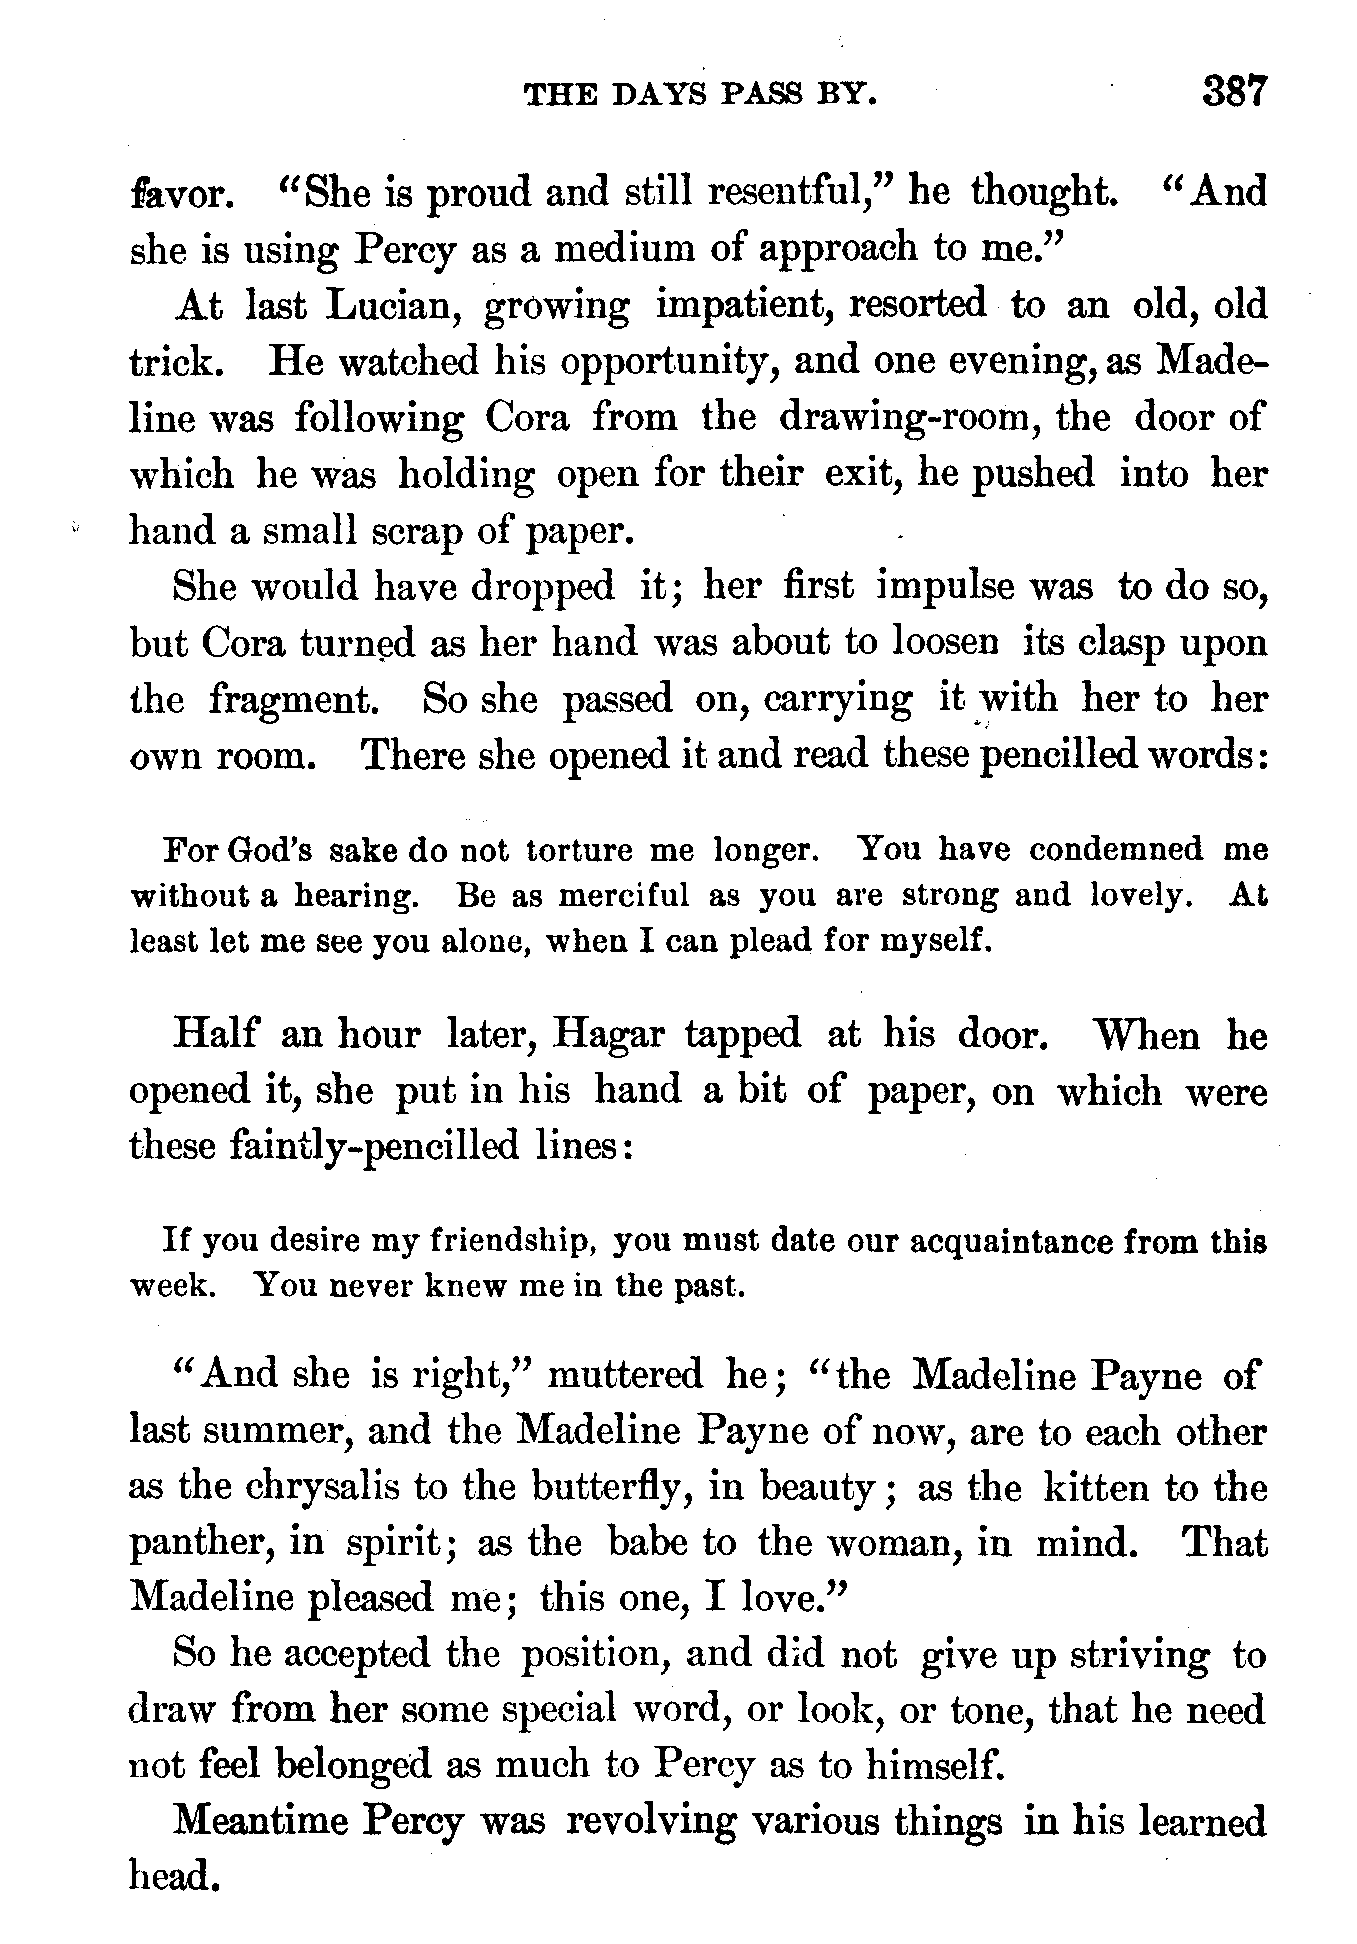 THE DAYS PASS BY. 387
favor. "She is proud and still resentful," he thought. "And
she is using Percy as a medium of approach to me."
At last Lucian, growing impatient, resorted to an old, old
trick. He watched his opportunity, and one evening, as Made-
line was following Cora from the drawing-room, the door of
which he was holding open for their exit, he pushed into her
hand a small scrap of paper.
She would have dropped it; her first impulse was to do so,
but Cora turned as her hand was about to loosen its clasp upon
the fragment. So she passed on, carrying it with her to her
own room. There she opened it and read these pencilled words:
For God's sake do not torture me longer. You have condemned me
without a hearing. Be as merciful as you are strong and lovely. At
least let me see you alone, when I can plead for myself.
Half an hour later, Hagar tapped at his door. When he
opened it, she put in his hand a bit of paper, on which were
these faintly-pencilled lines:
If you desire my friendship, you must date our acquaintance from this
week. You never knew me in the past.
"And she is right," muttered he; "the Madeline Payne of
last summer, and the Madeline Payne of now, are to each other
as the chrysalis to the butterfly, in beauty; as the kitten to the
panther, in spirit; as the babe to the woman, in mind. That
Madeline pleased me; this one, I love."
So he accepted the position, and did not give up striving to
draw from her some special word, or look, or tone, that he need
not feel belonged as much to Percy as to himself.
Meantime Percy was revolving various things in his learned
head.